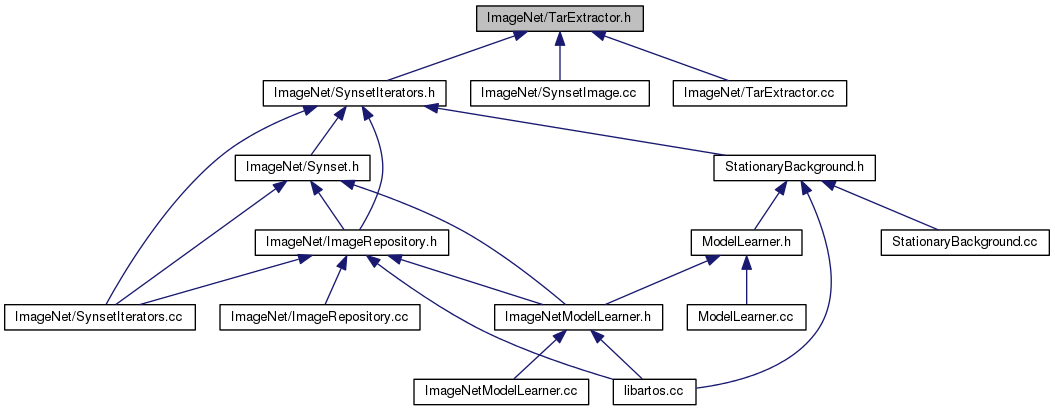 ImageNet/TarExtractor.h
ImageNet/SynsetIterators.h
ImageNet/SynsetImage.cc
ImageNet/TarExtractor.cc
ImageNet/Synset.h
StationaryBackground.h
ImageNet/ImageRepository.h
ModelLearner.h
StationaryBackground.cc
ImageNet/SynsetIterators.cc
ImageNet/ImageRepository.cc
ImageNetModelLearner.h
ModelLearner.cc
ImageNetModelLearner.cc
libartos.cc